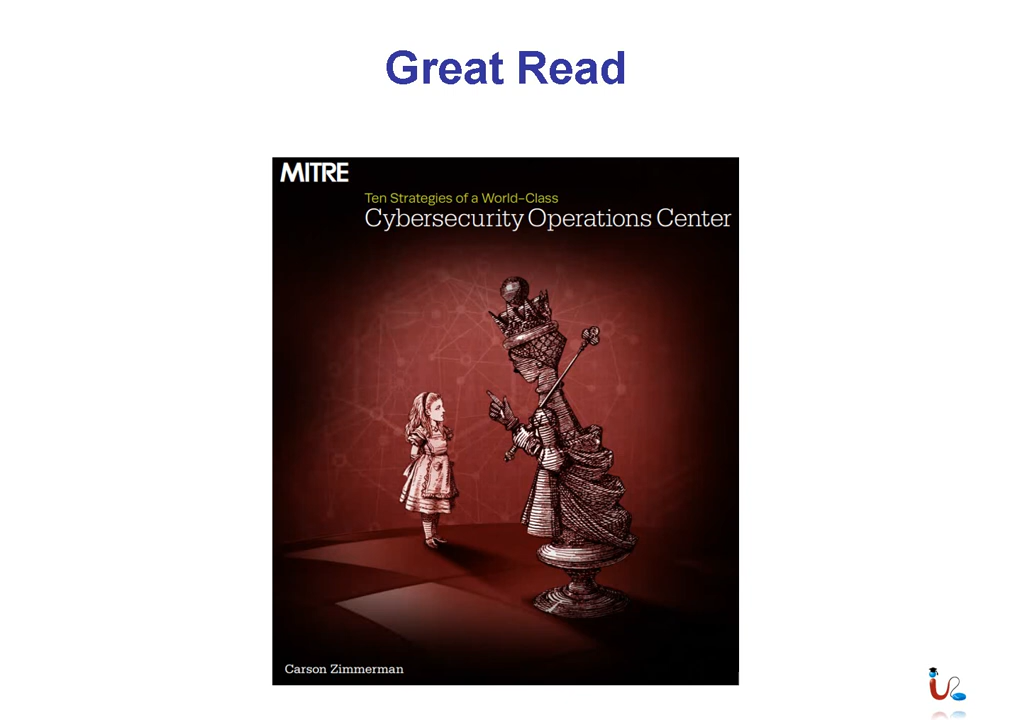 Great Read
MITRE
Ten Strategies of a World-Class
Cybersecurity Operations Center
Carson Zimmerman